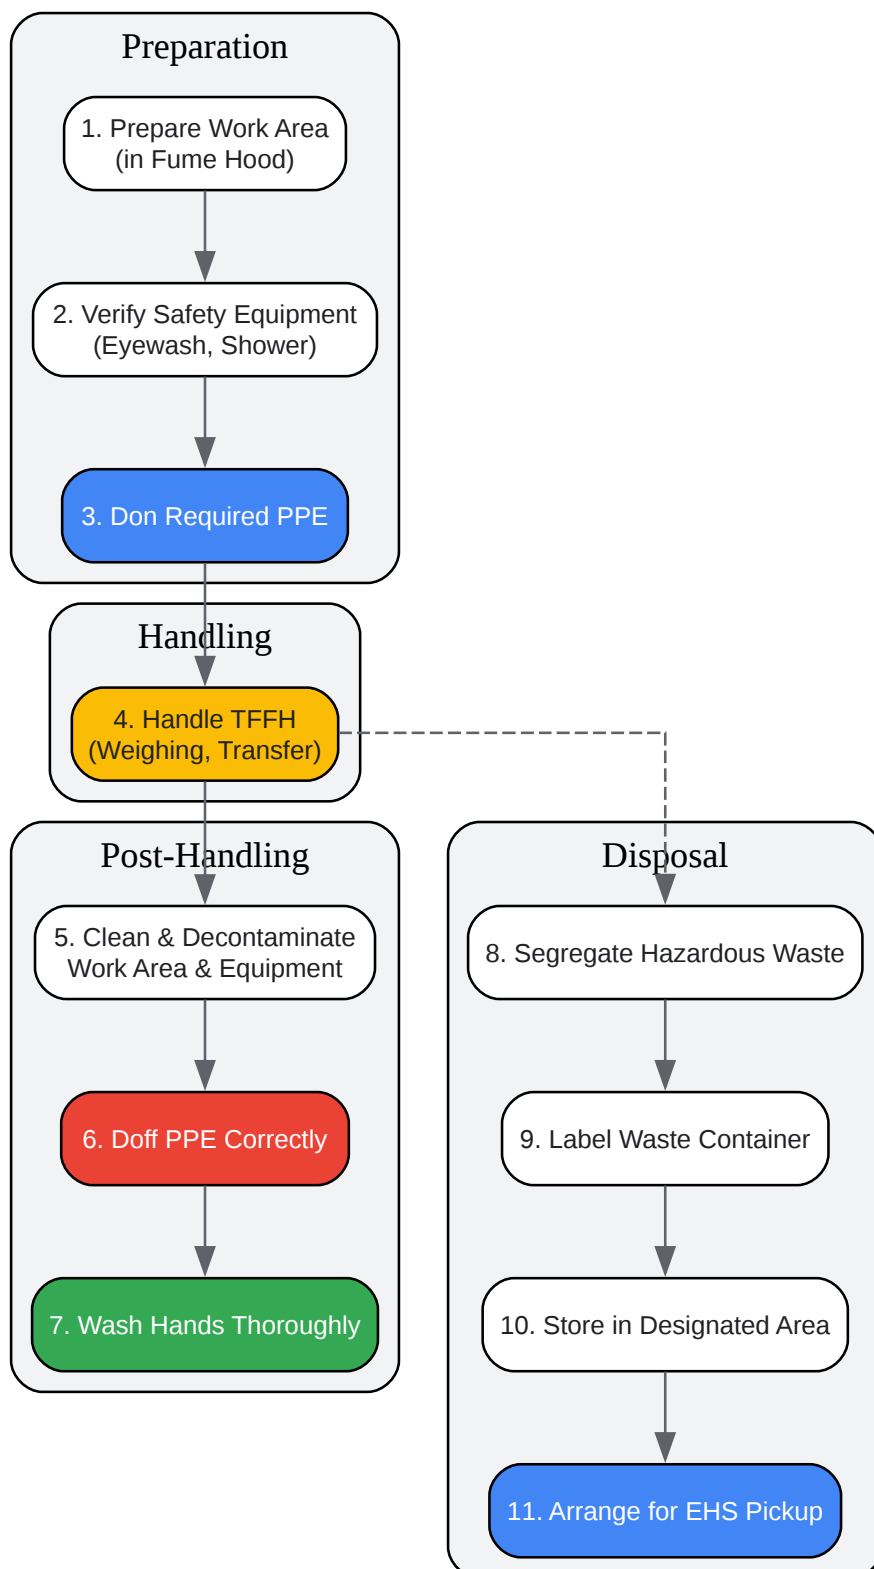 Preparation
1. Prepare Work Area
(in Fume Hood)
2. Verify Safety Equipment
(Eyewash, Shower)
3. Don Required PPE
Handling
4. Handle TFFH
(Weighing, Transfer)
Post-Handling
5. Clean & Decontaminate
Work Area & Equipment
6. Doff PPE Correctly
7. Wash Hands Thoroughly
Disposal
8. Segregate Hazardous Waste
9. Label Waste Container
10. Store in Designated Area
11. Arrange for EHS Pickup